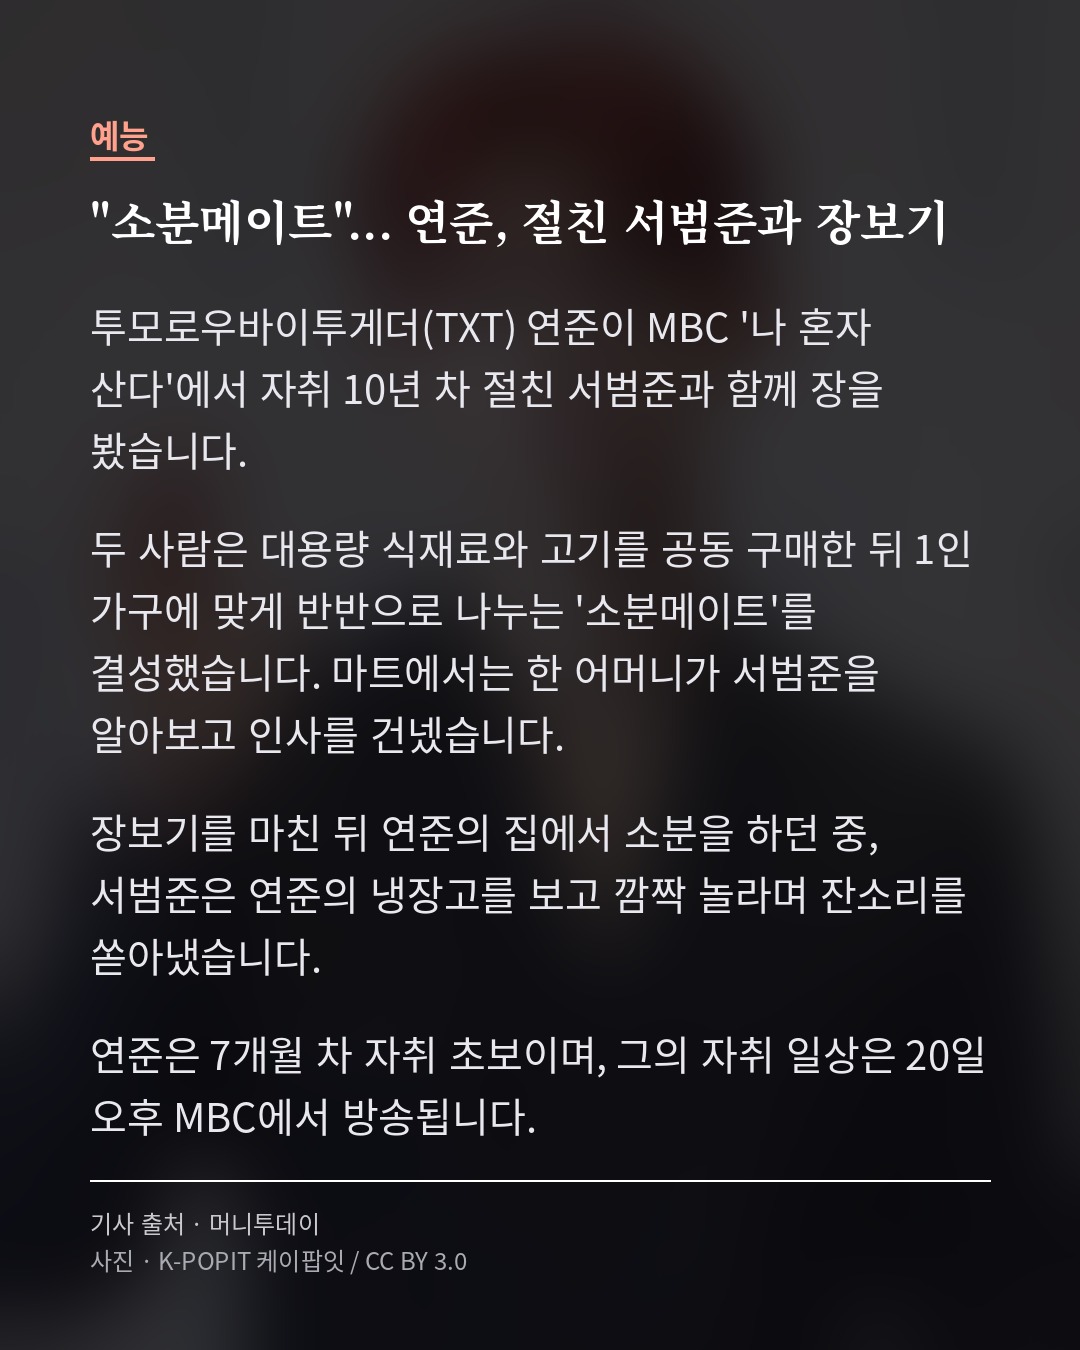 예능
"소분메이트"... 연준, 절친 서범준과 장보기
투모로우바이투게더(TXT) 연준이 MBC '나 혼자
산다'에서 자취 10년 차 절친 서범준과 함께 장을
봤습니다.
두 사람은 대용량 식재료와 고기를 공동 구매한 뒤 1인
가구에 맞게 반반으로 나누는 '소분메이트'를
결성했습니다. 마트에서는 한 어머니가 서범준을
알아보고 인사를 건넸습니다.
장보기를 마친 뒤 연준의 집에서 소분을 하던 중,
서범준은 연준의 냉장고를 보고 깜짝 놀라며 잔소리를
쏟아냈습니다.
연준은 7개월 차 자취 초보이며, 그의 자취 일상은 20일
오후 MBC에서 방송됩니다.
기사 출처 · 머니투데이
사진 · K-POPIT 케이팝잇 / CC BY 3.0